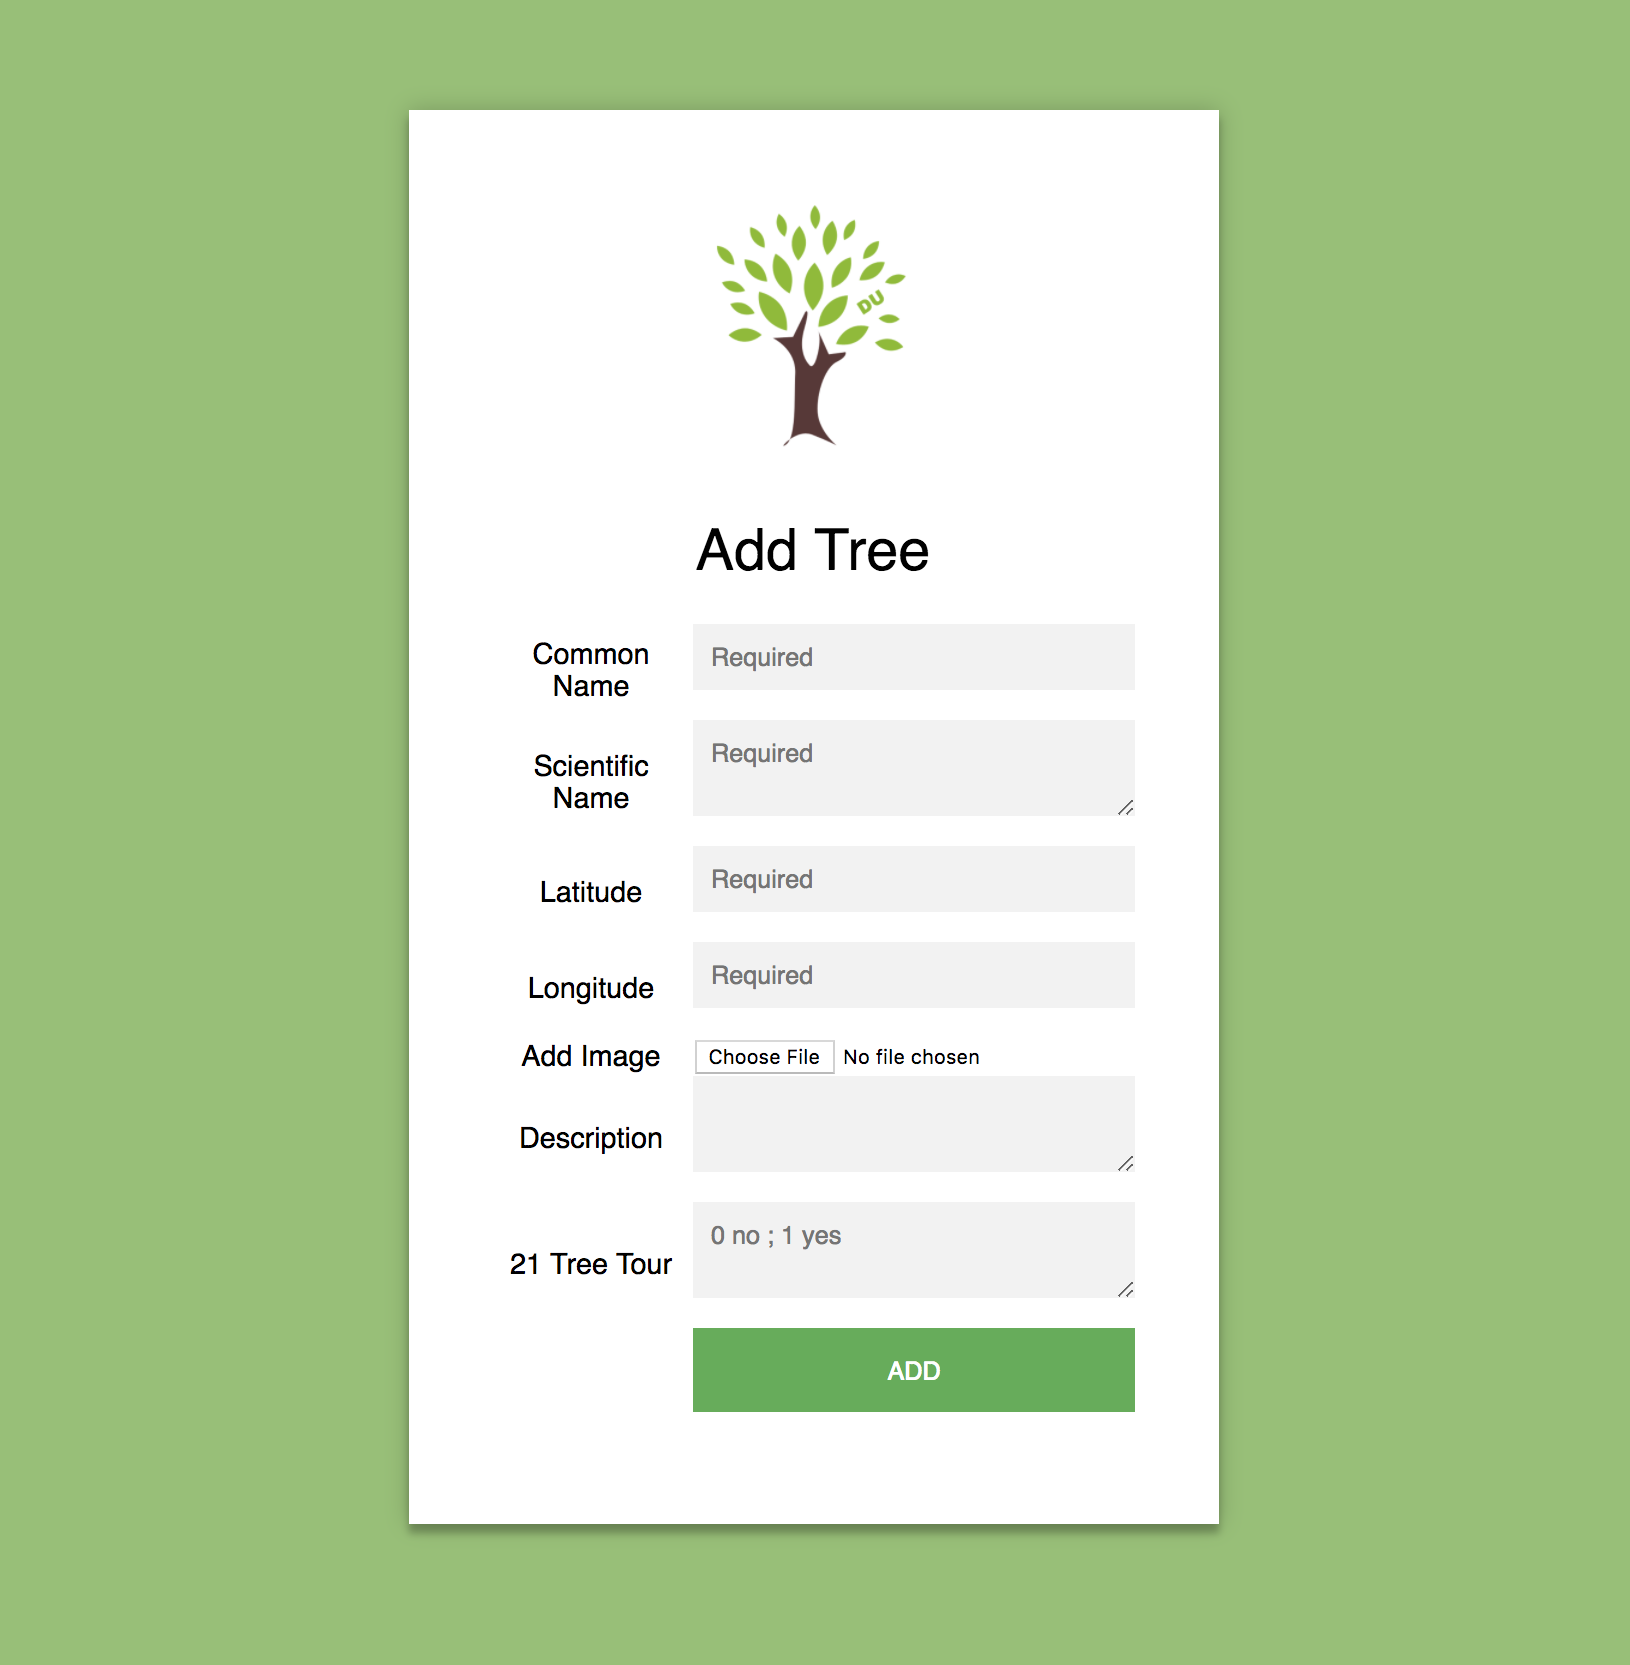 DU
Add Tree
Common
Name
Required
Scientific
Name
Required
Latitude
Required
Longitude
Required
Add Image
Choose File No file chosen
Description
21 Tree Tour
0 no ; 1 yes
ADD